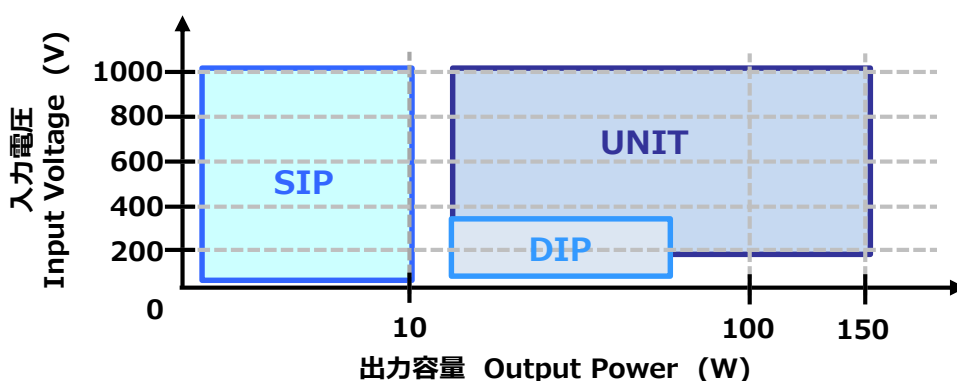 入力電圧
Input Voltage (V)
1000
800
600
400
200
0
SIP
UNIT
DIP
10
100
150
出力容量 Output Power (W)